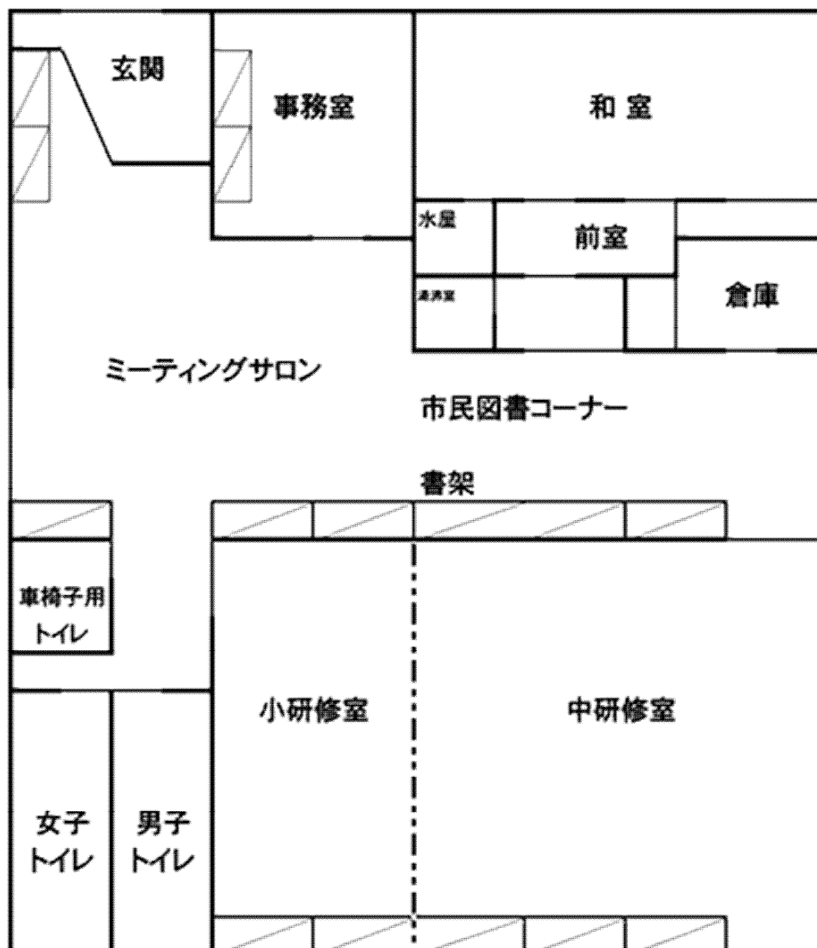 玄関
事務室
和 室
水屋
前室
湯沸室
倉庫
ミーティングサロン
市民図書コーナー
書架
車椅子用
トイレ
小研修室
中研修室
女子
トイレ
男子
トイレ